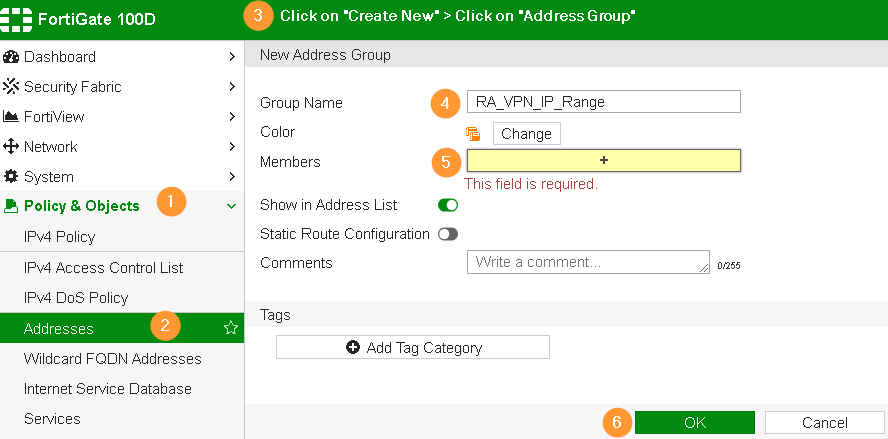 FortiGate 100D
3 Click on "Create New" > Click on "Address Group"
Dashboard
Security Fabric
FortiView
Network
System
Policy & Objects 1
IPv4 Policy
IPv4 Access Control List
IPv4 DoS Policy
Addresses 2
Wildcard FQDN Addresses
Internet Service Database
Services
New Address Group
Group Name 4 RA_VPN_IP_Range
Color Change
Members 5 +
This field is required.
Show in Address List
Static Route Configuration
Comments Write a comment... 0/255
Tags
Add Tag Category
6 OK Cancel